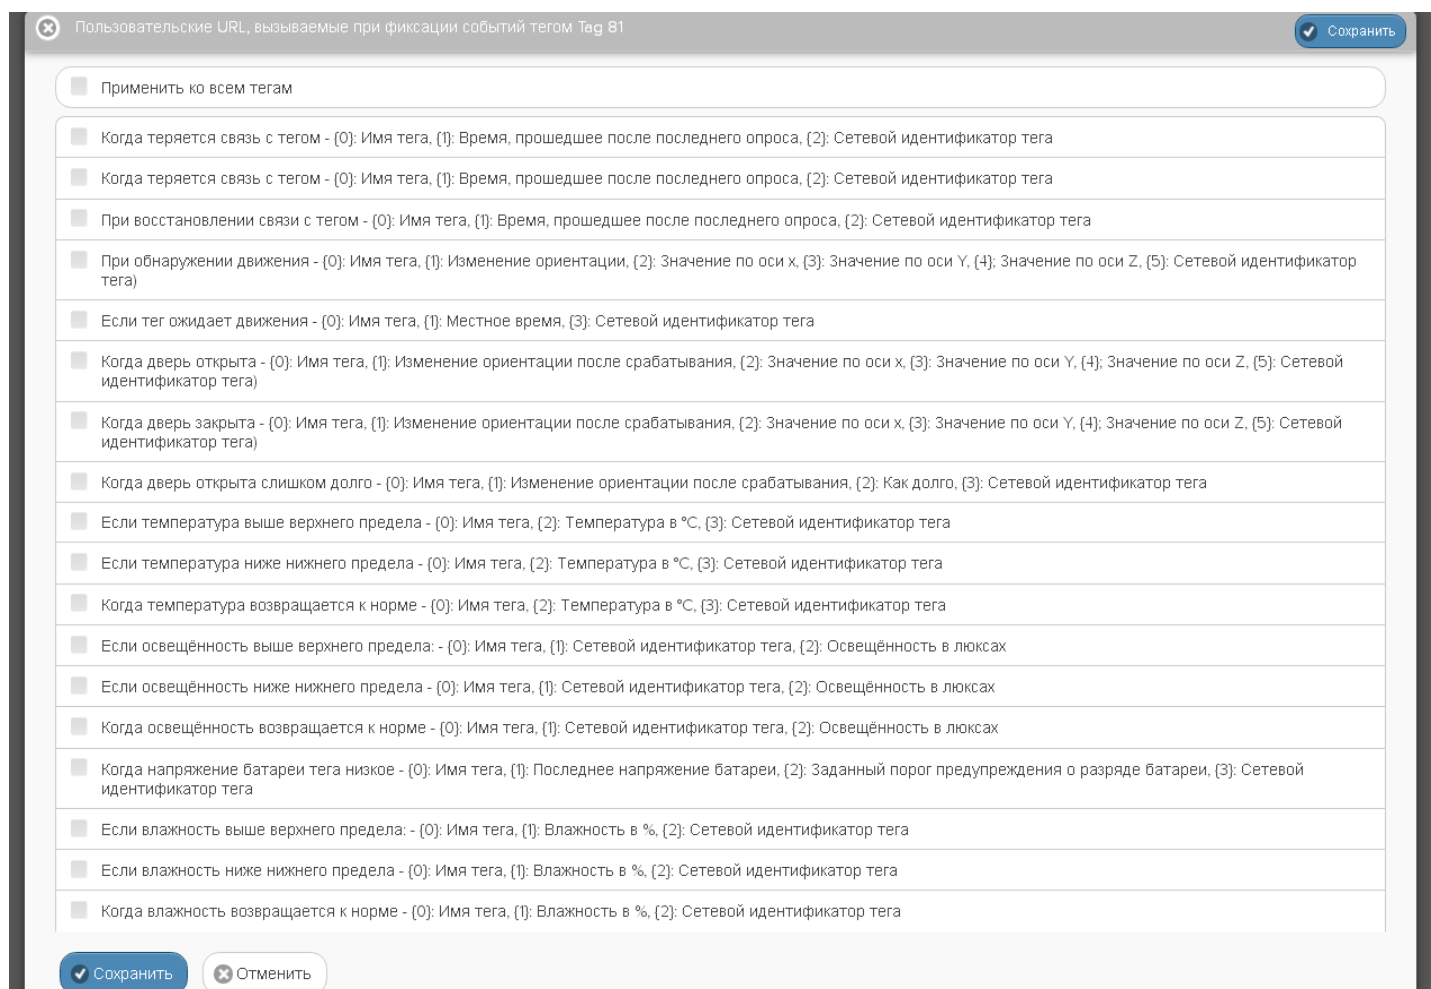 Пользовательские URL, вызываемые при фиксации событий тегом Tag 81
Сохранить
Применить ко всем тегам
Когда теряется связь с тегом - {0}: Имя тега, {1}: Время, прошедшее после последнего опроса, {2}: Сетевой идентификатор тега
Когда теряется связь с тегом - {0}: Имя тега, {1}: Время, прошедшее после последнего опроса, {2}: Сетевой идентификатор тега
При восстановлении связи с тегом - {0}: Имя тега, {1}: Время, прошедшее после последнего опроса, {2}: Сетевой идентификатор тега
При обнаружении движения - {0}: Имя тега, {1}: Изменение ориентации, {2}: Значение по оси x, {3}: Значение по оси Y, {4}; Значение по оси Z, {5}: Сетевой идентификатор
тега)
Если тег ожидает движения - {0}: Имя тега, {1}: Местное время, {3}: Сетевой идентификатор тега
Когда дверь открыта - {0}: Имя тега, {1}: Изменение ориентации после срабатывания, {2}: Значение по оси x, {3}: Значение по оси Y, {4}; Значение по оси Z, {5}: Сетевой
идентификатор тега)
Когда дверь закрыта - {0}: Имя тега, {1}: Изменение ориентации после срабатывания, {2}: Значение по оси x, {3}: Значение по оси Y, {4}; Значение по оси Z, {5}: Сетевой
идентификатор тега)
Когда дверь открыта слишком долго - {0}: Имя тега, {1}: Изменение ориентации после срабатывания, {2}: Как долго, {3}: Сетевой идентификатор тега
Если температура выше верхнего предела - {0}: Имя тега, {2}: Температура в °C, {3}: Сетевой идентификатор тега
Если температура ниже нижнего предела - {0}: Имя тега, {2}: Температура в °C, {3}: Сетевой идентификатор тега
Когда температура возвращается к норме - {0}: Имя тега, {2}: Температура в °C, {3}: Сетевой идентификатор тега
Если освещённость выше верхнего предела: - {0}: Имя тега, {1}: Сетевой идентификатор тега, {2}: Освещённость в люксах
Если освещённость ниже нижнего предела - {0}: Имя тега, {1}: Сетевой идентификатор тега, {2}: Освещённость в люксах
Когда освещённость возвращается к норме - {0}: Имя тега, {1}: Сетевой идентификатор тега, {2}: Освещённость в люксах
Когда напряжение батареи тега низкое - {0}: Имя тега, {1}: Последнее напряжение батареи, {2}: Заданный порог предупреждения о разряде батареи, {3}: Сетевой
идентификатор тега
Если влажность выше верхнего предела: - {0}: Имя тега, {1}: Влажность в %, {2}: Сетевой идентификатор тега
Если влажность ниже нижнего предела - {0}: Имя тега, {1}: Влажность в %, {2}: Сетевой идентификатор тега
Когда влажность возвращается к норме - {0}: Имя тега, {1}: Влажность в %, {2}: Сетевой идентификатор тега
Сохранить
Отменить